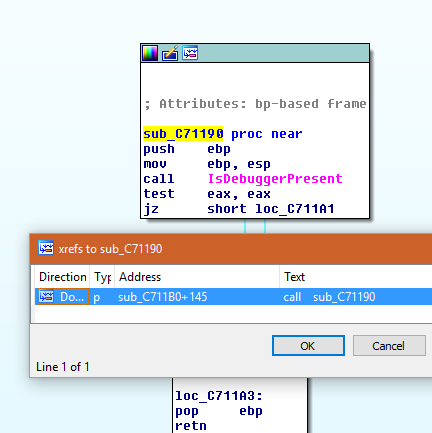 ; Attributes: bp-based frame
sub_C71190 proc near
push ebp
mov ebp, esp
call IsDebuggerPresent
test eax, eax
jz short loc_C711A1
xrefs to sub_C71190
Direction Typ Address Text
Do... p sub_C711B0+145 call sub_C71190
OK Cancel
Line 1 of 1
loc_C711A3:
pop ebp
retn